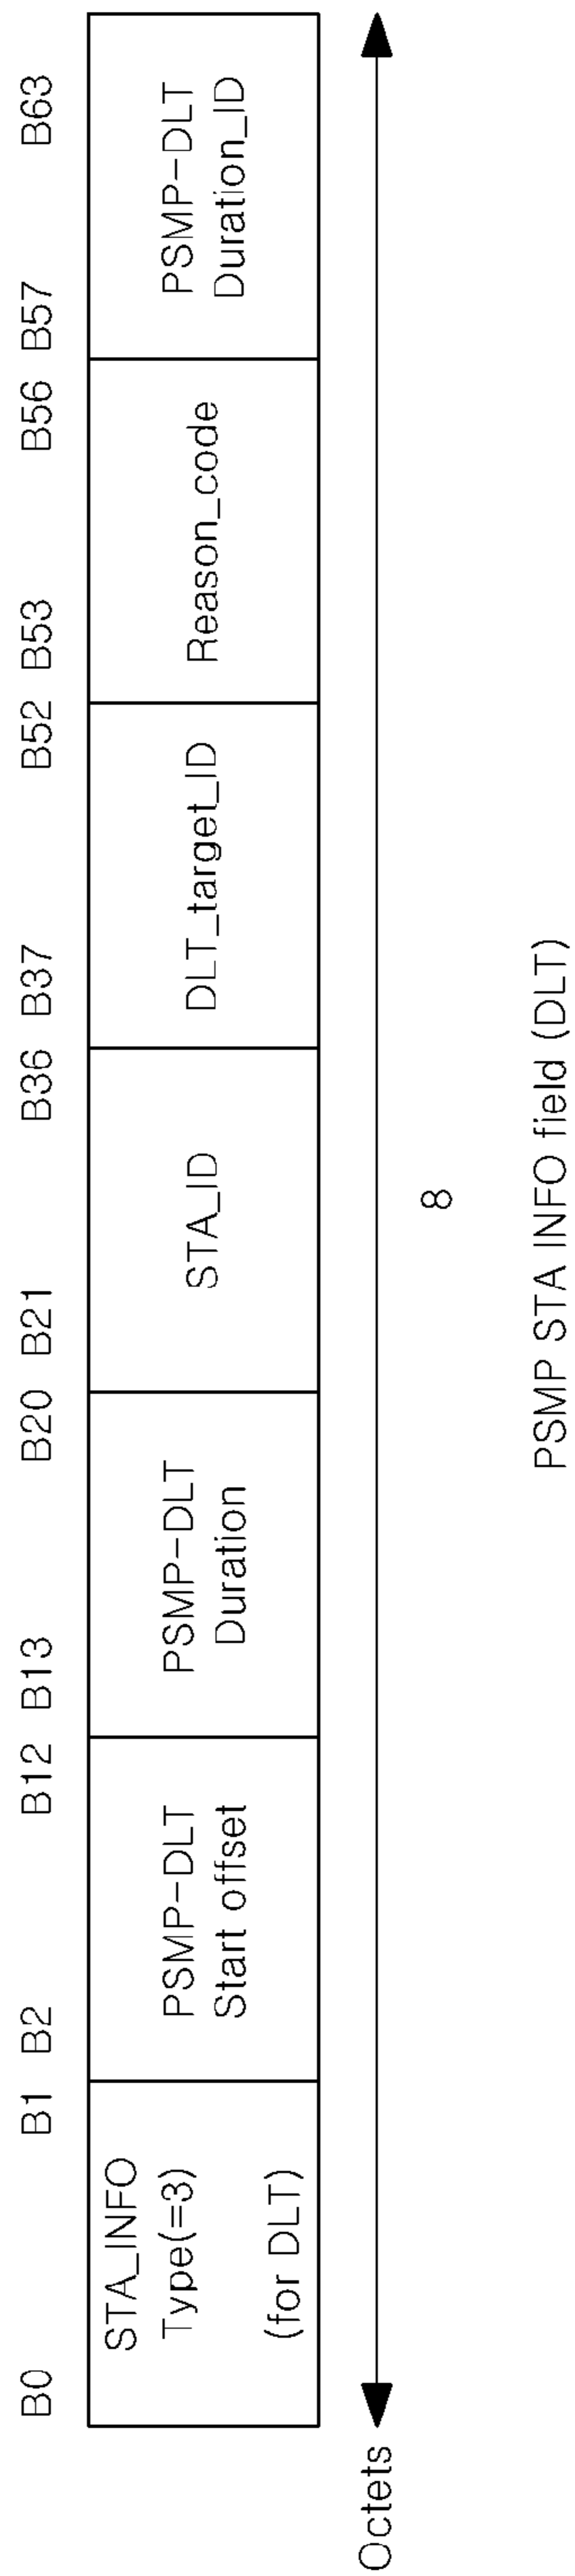 B0 B1 B2 B12 B13 B20 B21 B36 B37 B52 B53 B56 B57 B63
STA_INFO
Type(=3)
(for DLT)
PSMP-DLT
Start offset
PSMP-DLT
Duration
STA_ID
DLT_target_ID
Reason_code
PSMP-DLT
Duration_ID
Octets
8
PSMP STA INFO field (DLT)